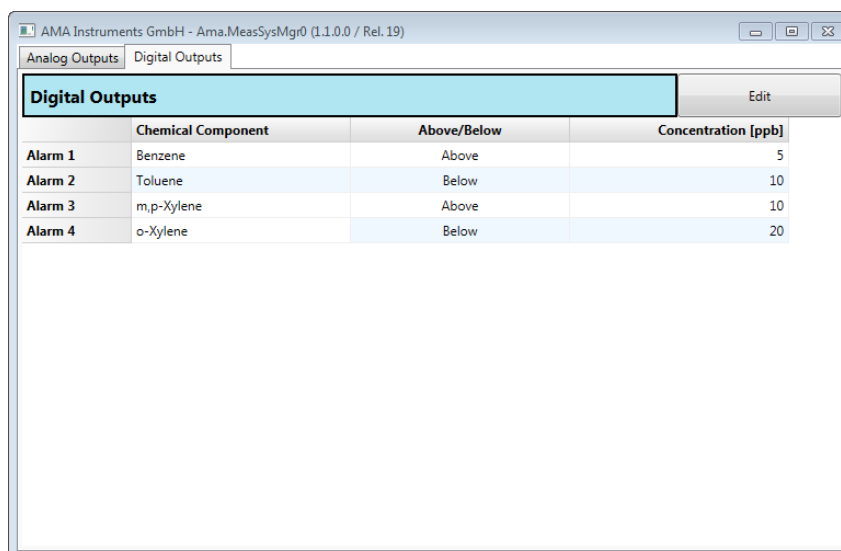 AMA Instruments GmbH - Ama.MeasSysMgr0 (1.1.0.0 / Rel. 19)
Analog Outputs Digital Outputs
Digital Outputs Edit
Chemical Component Above/Below Concentration [ppb]
Alarm 1 Benzene Above 5
Alarm 2 Toluene Below 10
Alarm 3 m,p-Xylene Above 10
Alarm 4 o-Xylene Below 20